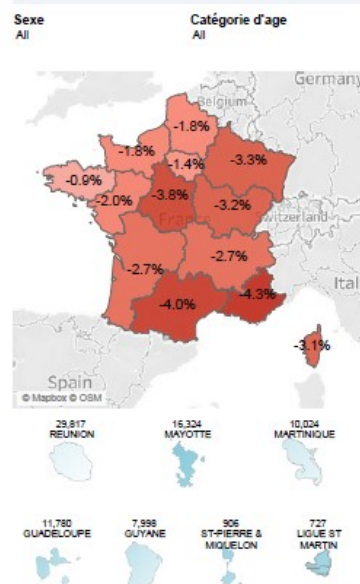 Sexe
All
Catégorie d'age
All
Germany
Belgium
-1.8%
-1.8%
-1.4%
-3.3%
-0.9%
-2.0%
-3.8%
-3.2%
France
Switzerland
-2.7%
-2.7%
Ital
-4.0%
-4.3%
-3.1%
Spain
© Mapbox © OSM
29,817
REUNION
16,324
MAYOTTE
10,024
MARTINIQUE
11,780
GUADELOUPE
7,998
GUYANE
906
ST-PIERRE &
MIQUELON
727
LIGUE ST
MARTIN